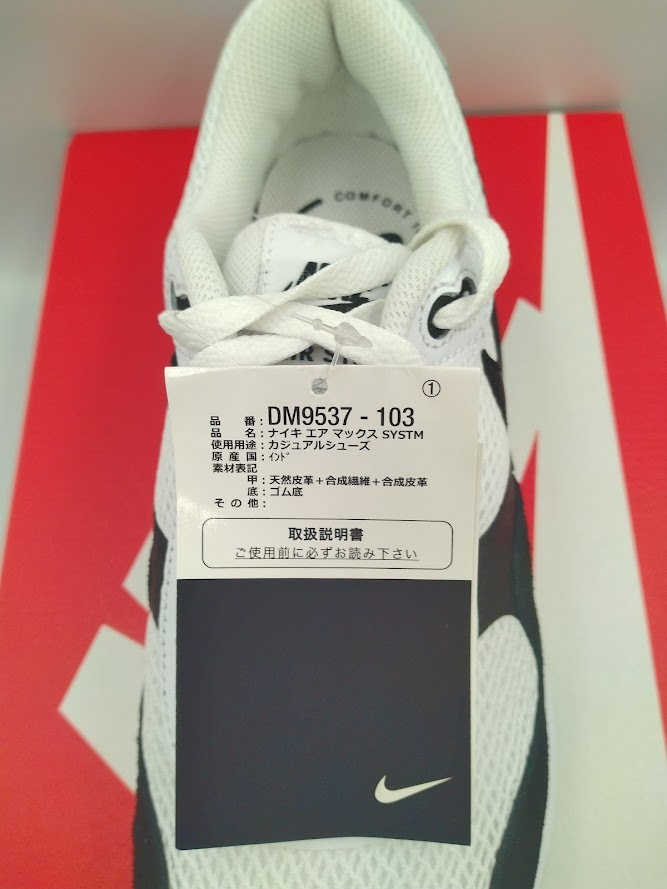 COMFORT
AIR
①
品番：DM9537 - 103
品名：ナイキ エア マックス SYSTM
使用用途：カジュアルシューズ
原産国：インド
素材表記
甲：天然皮革＋合成繊維＋合成皮革
底：ゴム底
その他：
取扱説明書
ご使用前に必ずお読み下さい